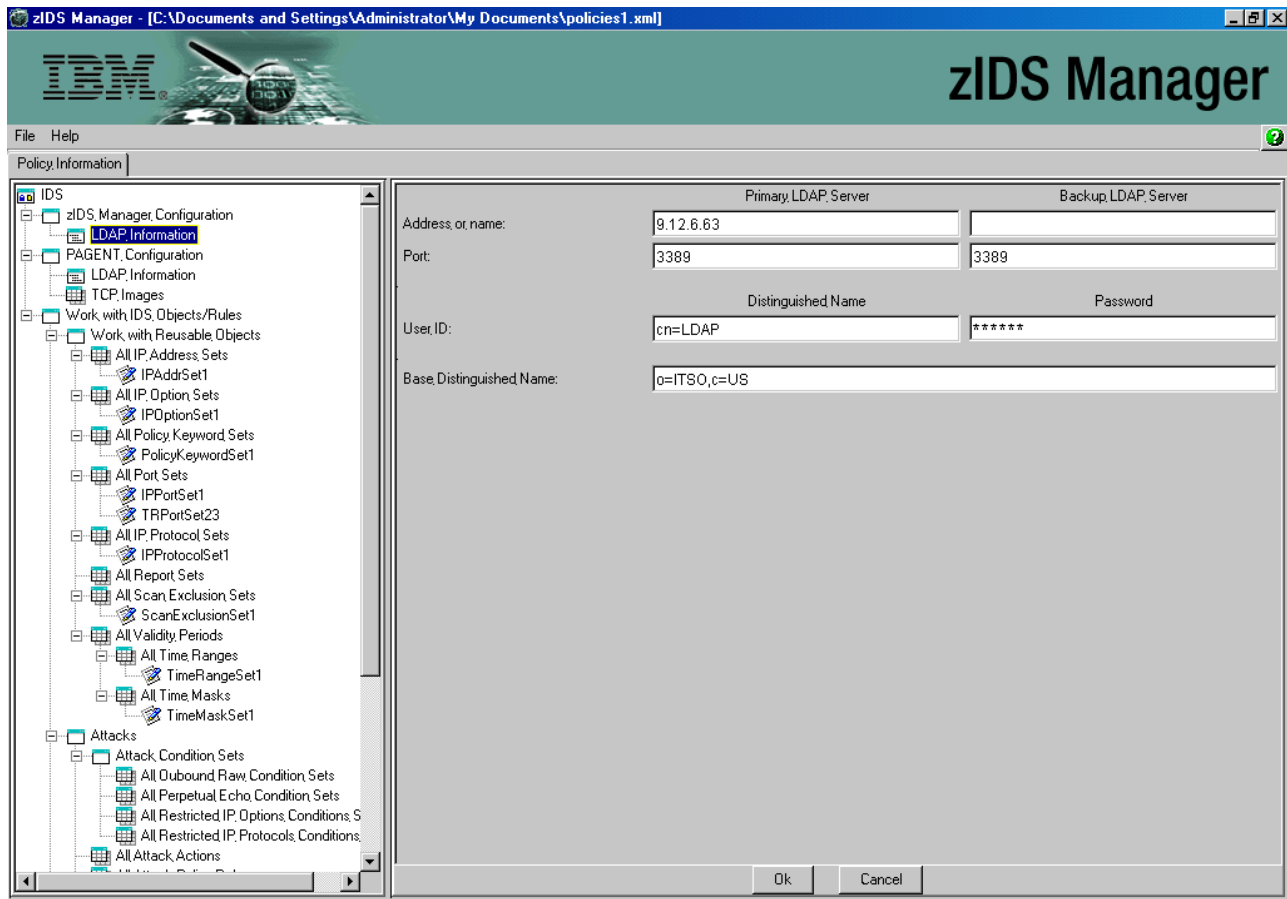 zIDS Manager - [C:\Documents and Settings\Administrator\My Documents\policies1.xml]
IBM®
zIDS Manager
File Help
Policy Information
IDS
zIDS Manager Configuration
LDAP Information
PAGENT Configuration
LDAP Information
TCP Images
Work with IDS Objects/Rules
Work with Reusable Objects
All IP Address Sets
IPAddrSet1
All IP Option Sets
IPOptionSet1
All Policy Keyword Sets
PolicyKeywordSet1
All Port Sets
IPPortSet1
TRPortSet23
All IP Protocol Sets
IPProtocolSet1
All Report Sets
All Scan Exclusion Sets
ScanExclusionSet1
All Validity Periods
All Time Ranges
TimeRangeSet1
All Time Masks
TimeMaskSet1
Attacks
Attack Condition Sets
All Oubound Raw Condition Sets
All Perpetual Echo Condition Sets
All Restricted IP Options Conditions S
All Restricted IP Protocols Conditions
All Attack Actions
Primary LDAP Server Backup LDAP Server
Address or name: 9.12.6.63
Port: 3389 3389
Distinguished Name Password
User ID: cn=LDAP ******
Base Distinguished Name: o=ITSO,c=US
Ok Cancel